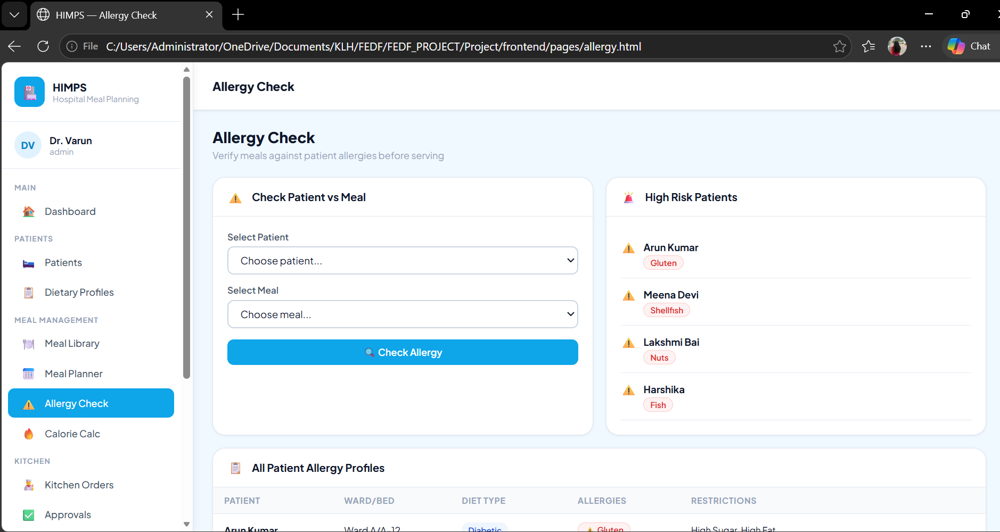 HIMPS — Allergy Check
File C:/Users/Administrator/OneDrive/Documents/KLH/FEDF/FEDF_PROJECT/Project/frontend/pages/allergy.html
Chat
HIMPS
Hospital Meal Planning
DV
Dr. Varun
admin
MAIN
Dashboard
PATIENTS
Patients
Dietary Profiles
MEAL MANAGEMENT
Meal Library
Meal Planner
Allergy Check
Calorie Calc
KITCHEN
Kitchen Orders
Approvals
Allergy Check
Allergy Check
Verify meals against patient allergies before serving
Check Patient vs Meal
Select Patient
Choose patient...
Select Meal
Choose meal...
Check Allergy
High Risk Patients
Arun Kumar
Gluten
Meena Devi
Shellfish
Lakshmi Bai
Nuts
Harshika
Fish
All Patient Allergy Profiles
PATIENT WARD/BED DIET TYPE ALLERGIES RESTRICTIONS
Arun Kumar Ward A/A-12 Diabetic Gluten High Sugar, High Fat